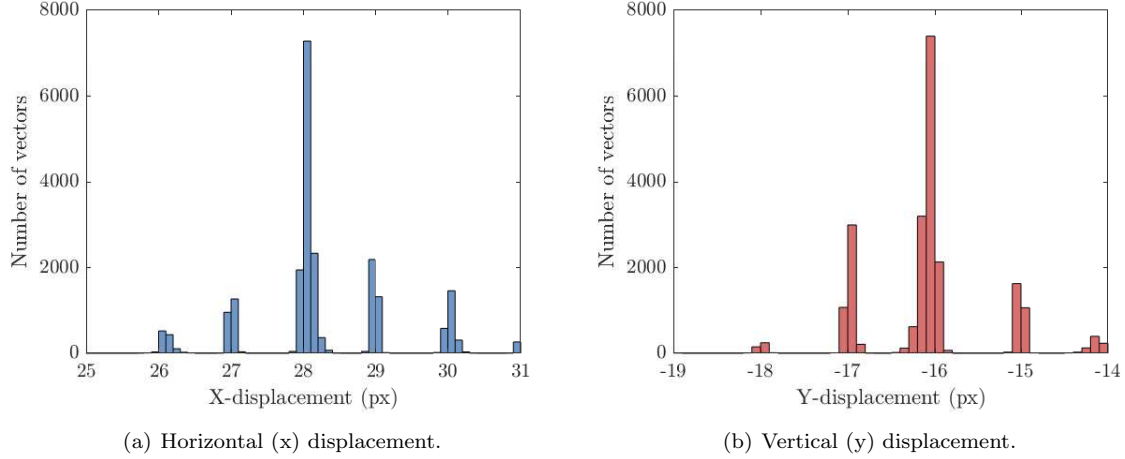 8000
6000
4000
2000
0
Number of vectors
25 26 27 28 29 30 31
X-displacement (px)
(a) Horizontal (x) displacement.
8000
6000
4000
2000
0
Number of vectors
-19 -18 -17 -16 -15 -14
Y-displacement (px)
(b) Vertical (y) displacement.